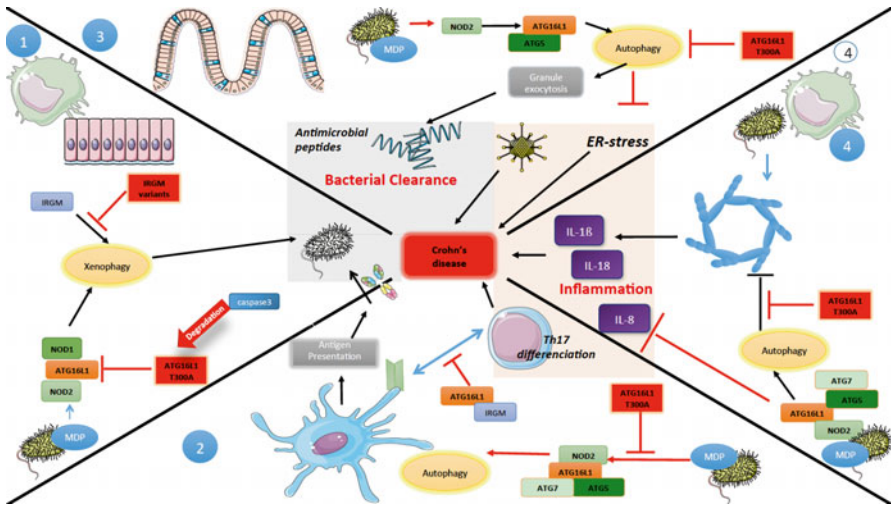 1
3
MDP
NOD2
ATG16L1
ATG5
Autophagy
ATG16L1
T300A
Granule
exocytosis
4
4
Antimicrobial
peptides
Bacterial Clearance
ER-stress
IRGM
variants
IRGM
Xenophagy
Crohn's
disease
IL-1ß
IL-18
Inflammation
IL-8
caspase3
Degradation
NOD1
ATG16L1
NOD2
ATG16L1
T300A
MDP
Antigen
Presentation
Th17
differenciation
ATG16L1
IRGM
2
Autophagy
ATG16L1
T300A
NOD2
ATG16L1
ATG7
ATG5
MDP
ATG16L1
T300A
Autophagy
ATG7
ATG5
ATG16L1
NOD2
MDP